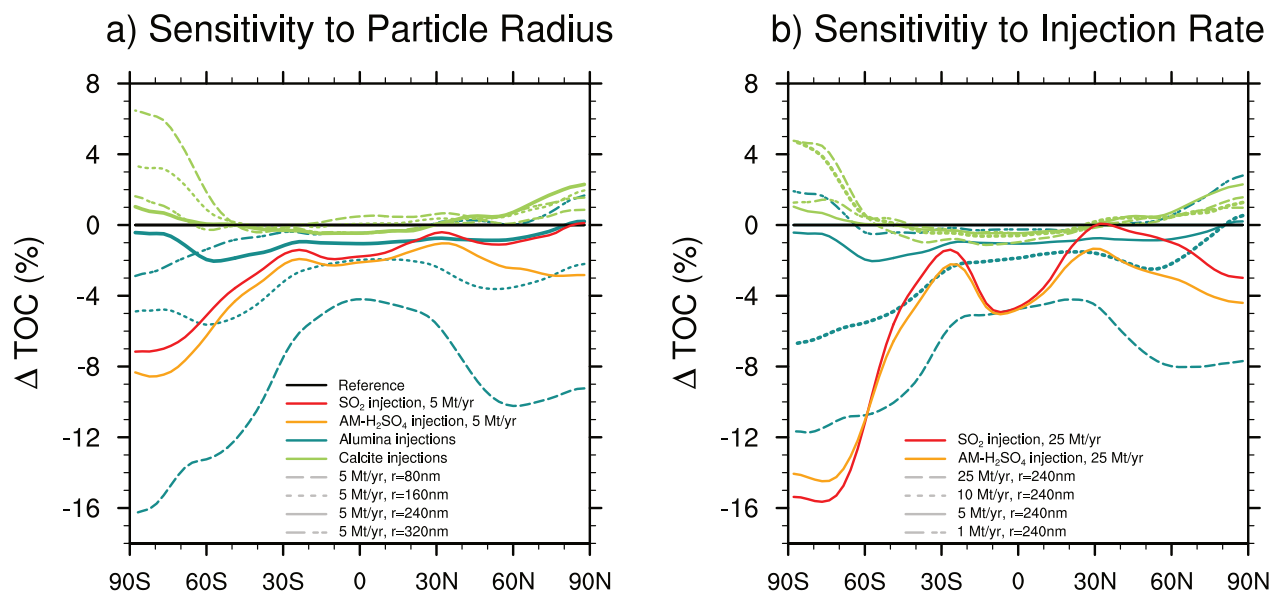 a) Sensitivity to Particle Radius
8
4
0
-4
-8
-12
-16
Δ TOC (%)
Reference
SO₂ injection, 5 Mt/yr
AM-H₂SO₄ injection, 5 Mt/yr
Alumina injections
Calcite injections
5 Mt/yr, r=80nm
5 Mt/yr, r=160nm
5 Mt/yr, r=240nm
5 Mt/yr, r=320nm
90S 60S 30S 0 30N 60N 90N
b) Sensitivitiy to Injection Rate
8
4
0
-4
-8
-12
-16
Δ TOC (%)
SO₂ injection, 25 Mt/yr
AM-H₂SO₄ injection, 25 Mt/yr
25 Mt/yr, r=240nm
10 Mt/yr, r=240nm
5 Mt/yr, r=240nm
1 Mt/yr, r=240nm
90S 60S 30S 0 30N 60N 90N